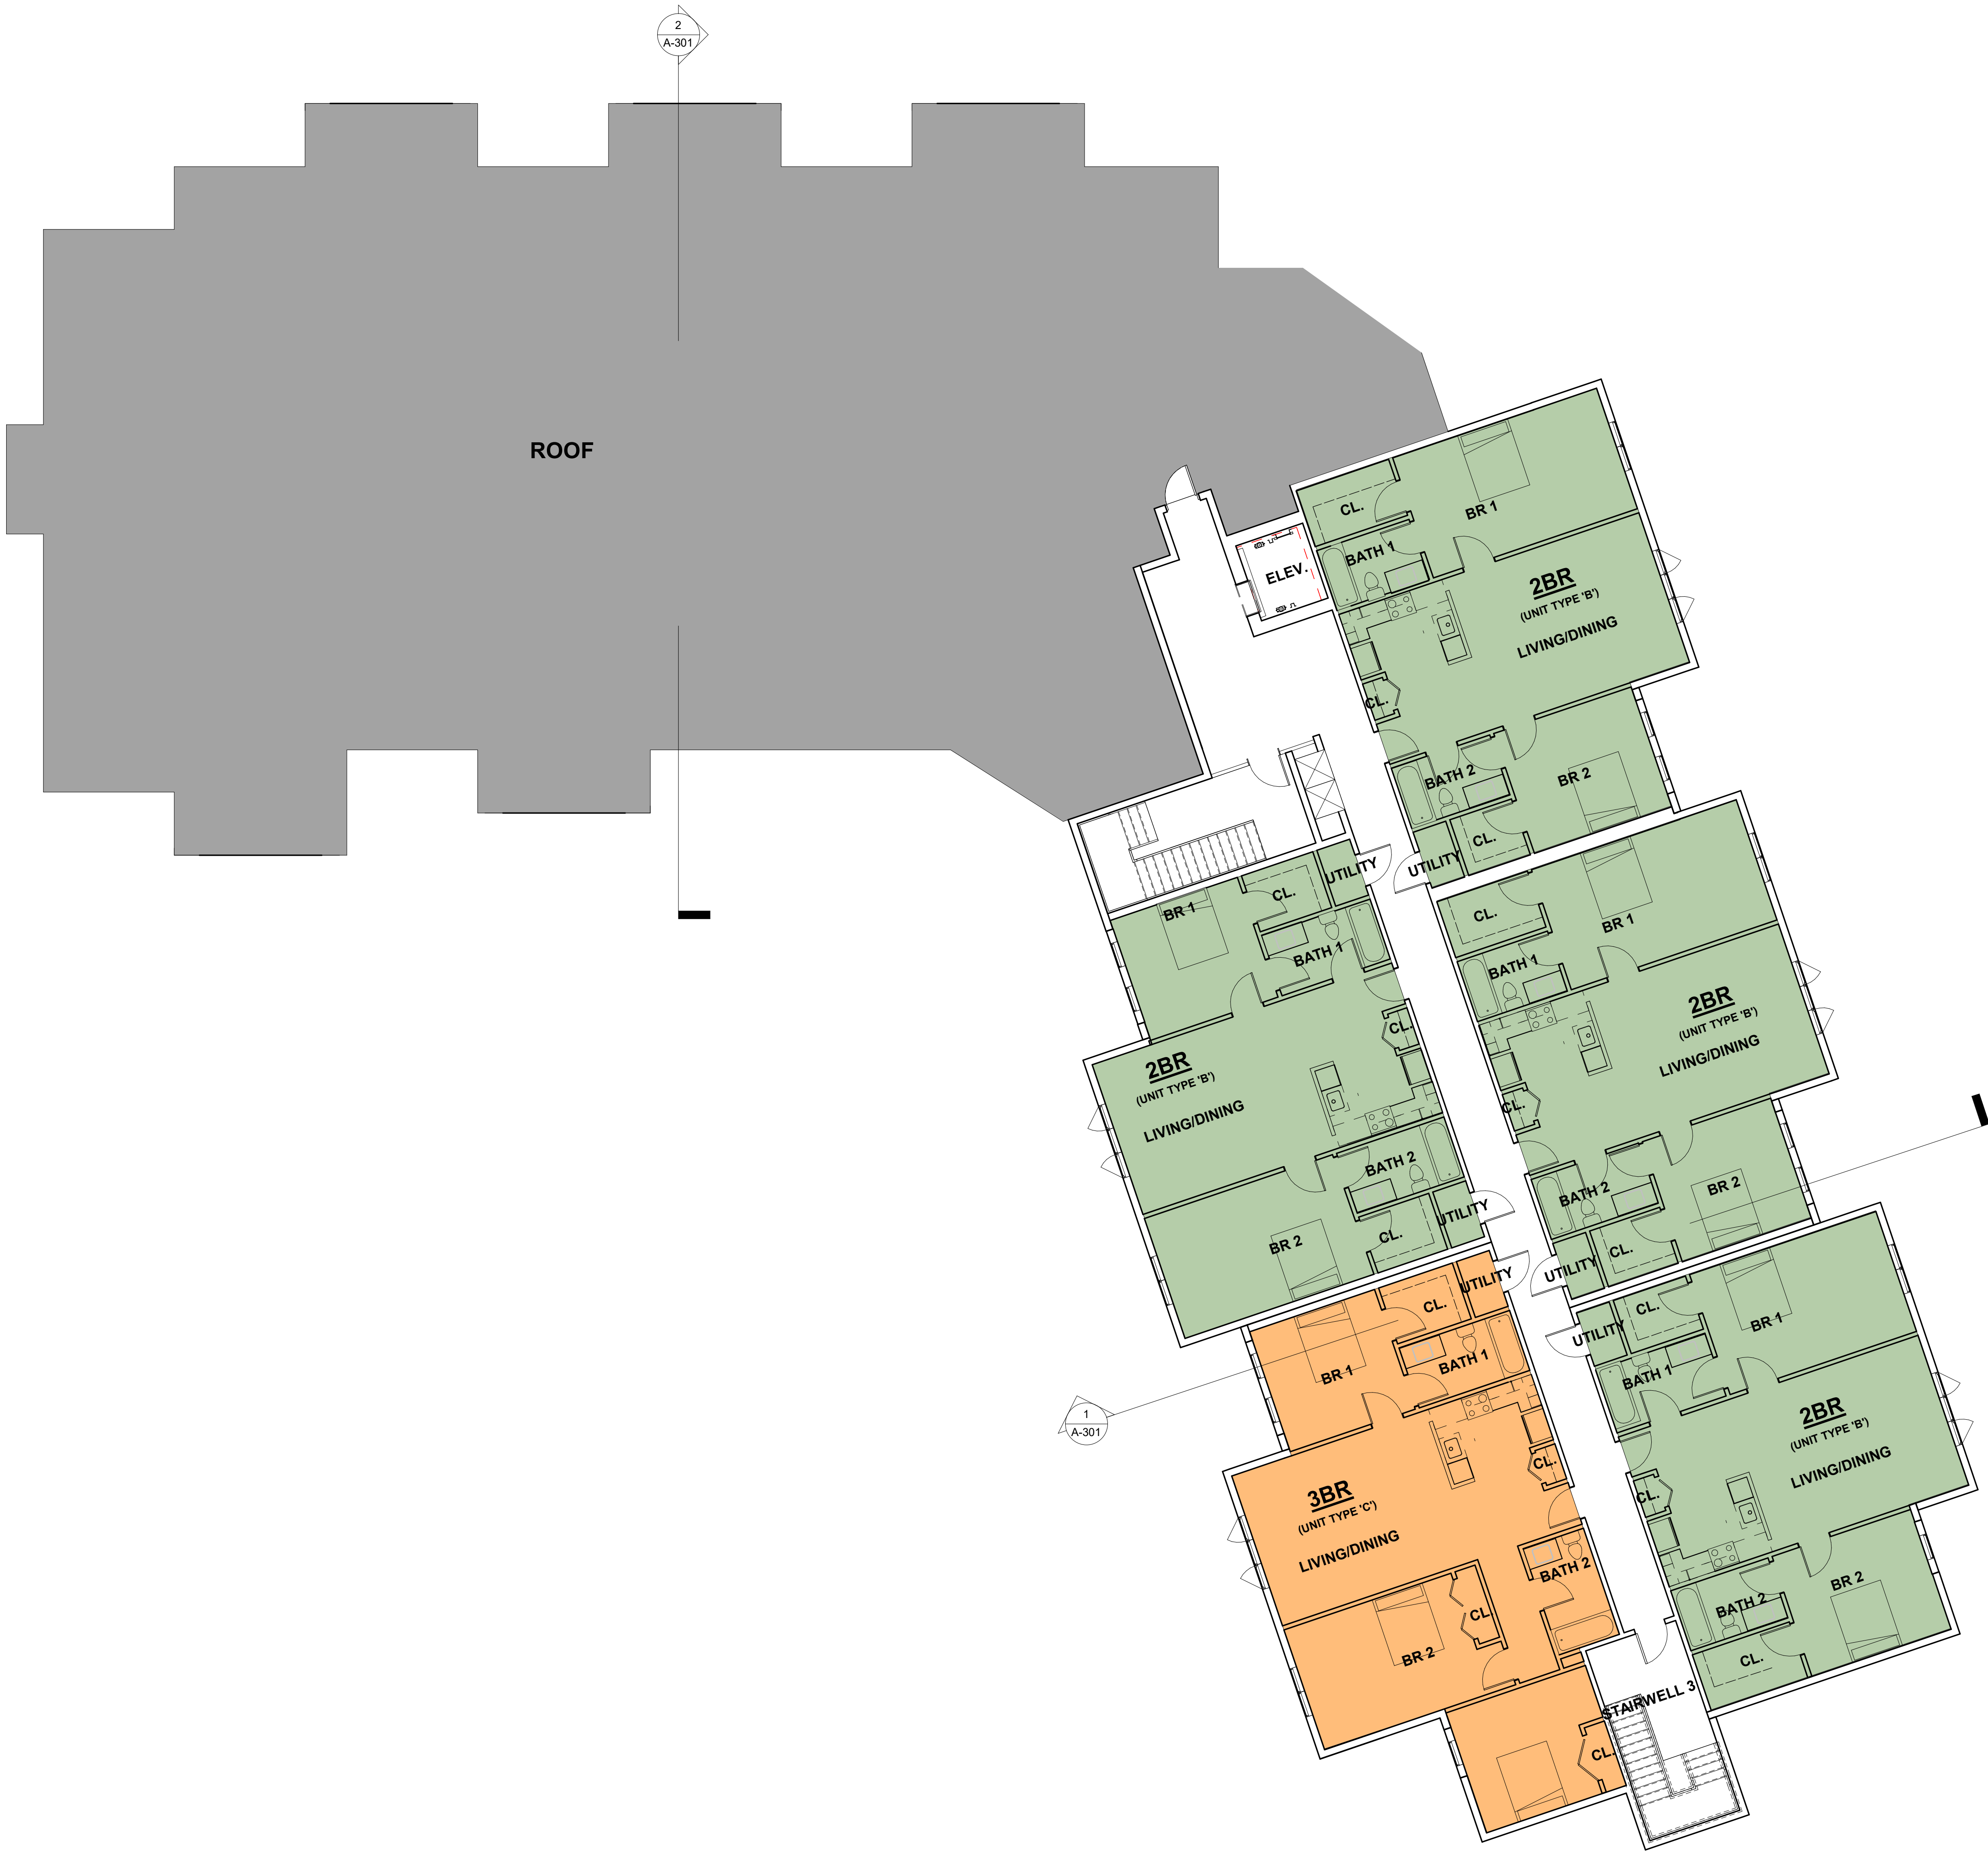 2
A-301
ROOF
ELEV.
CL.
BR 1
BATH 1
2BR
(UNIT TYPE 'B')
LIVING/DINING
CL.
BATH 2
BR 2
CL.
UTILITY
UTILITY
CL.
BR 1
BATH 1
CL.
2BR
(UNIT TYPE 'B')
LIVING/DINING
BATH 2
BR 2
CL.
UTILITY
CL.
BR 1
BATH 1
2BR
(UNIT TYPE 'B')
LIVING/DINING
CL.
BATH 2
BR 2
CL.
UTILITY
UTILITY
CL.
BR 1
BATH 1
1
A-301
CL.
3BR
(UNIT TYPE 'C')
LIVING/DINING
BATH 2
CL.
BR 2
CL.
UTILITY
CL.
BR 1
BATH 1
2BR
(UNIT TYPE 'B')
LIVING/DINING
CL.
BATH 2
BR 2
CL.
STAIRWELL 3